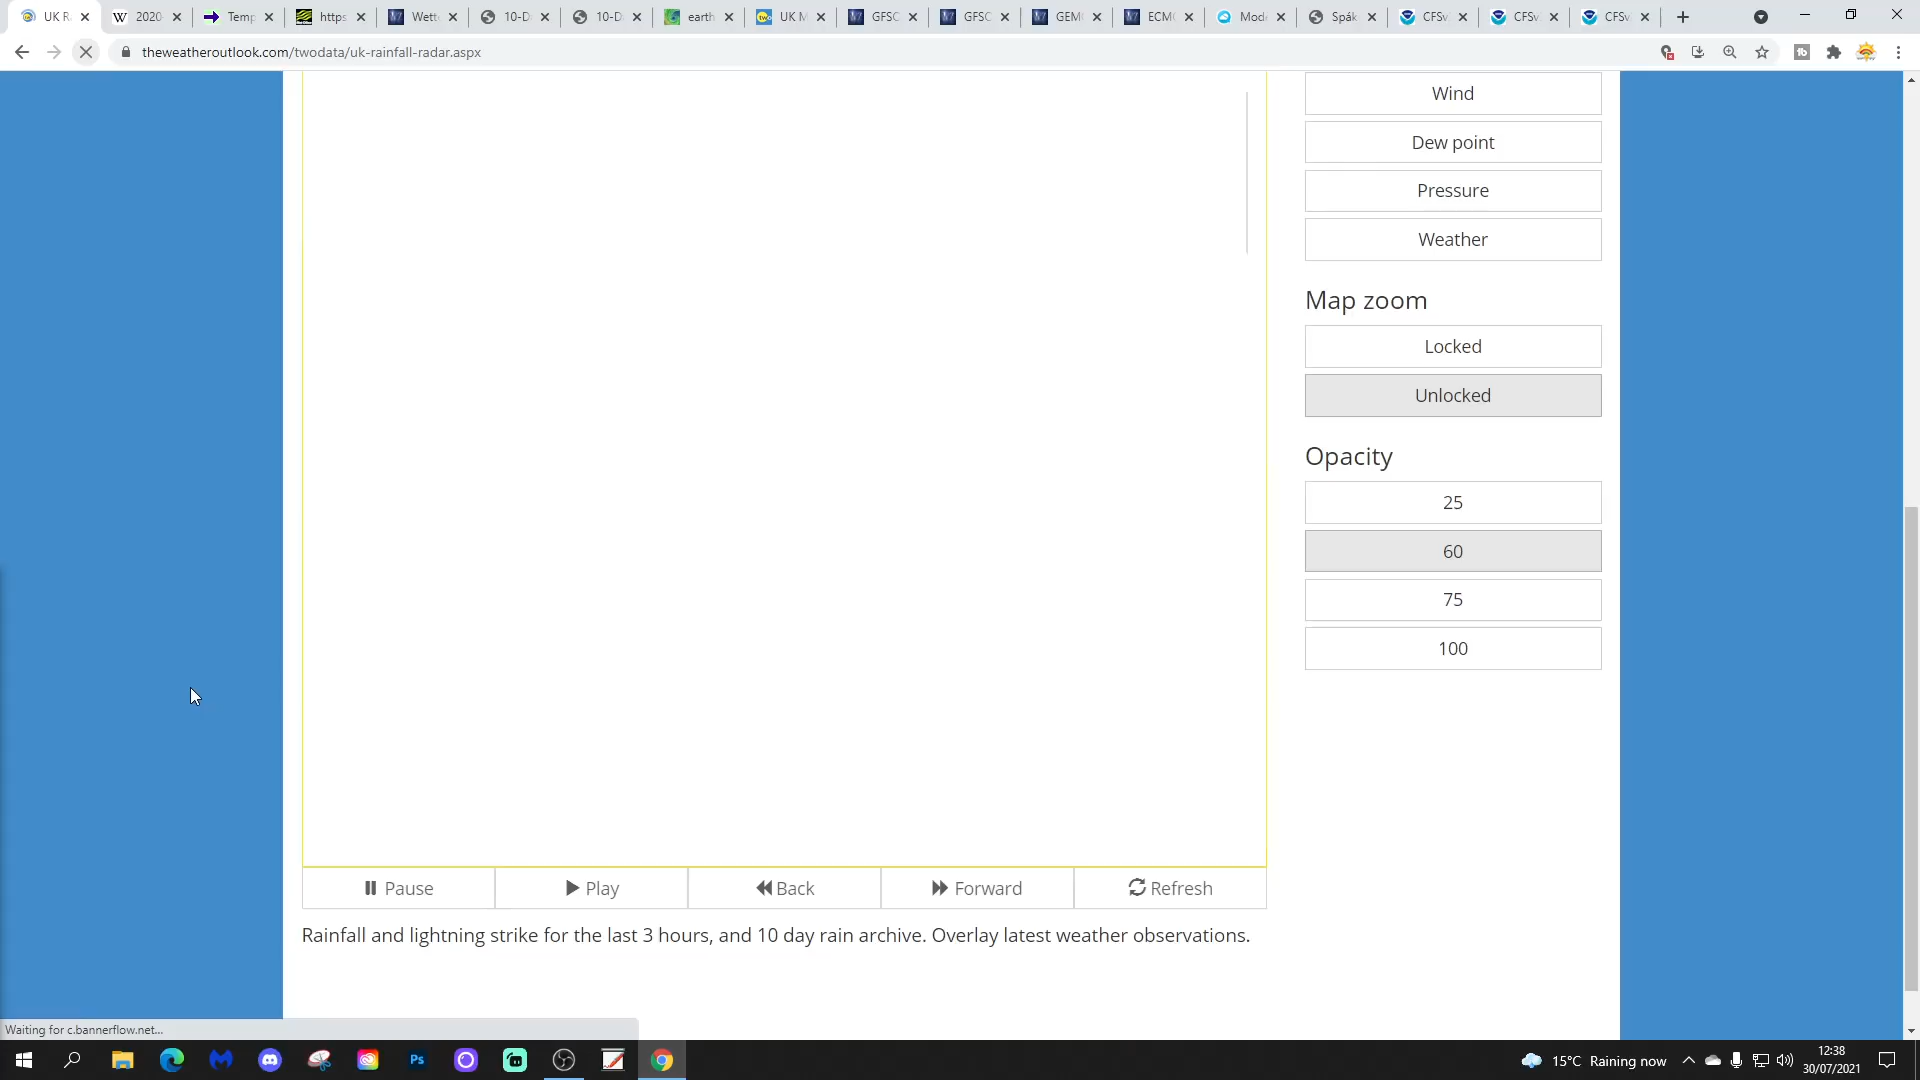 UK R
2020-
Temp
https
Wett
10-D
10-D
earth
UK M
GFSC
GFSC
GEM
ECM
Mod
Spák
CFSv
CFSv
CFSv
theweatheroutlook.com/twodata/uk-rainfall-radar.aspx
Wind
Dew point
Pressure
Weather
Map zoom
Locked
Unlocked
Opacity
25
60
75
100
Pause
Play
Back
Forward
Refresh
Rainfall and lightning strike for the last 3 hours, and 10 day rain archive. Overlay latest weather observations.
Waiting for c.bannerflow.net...
Ps
15°C Raining now
12:38
30/07/2021